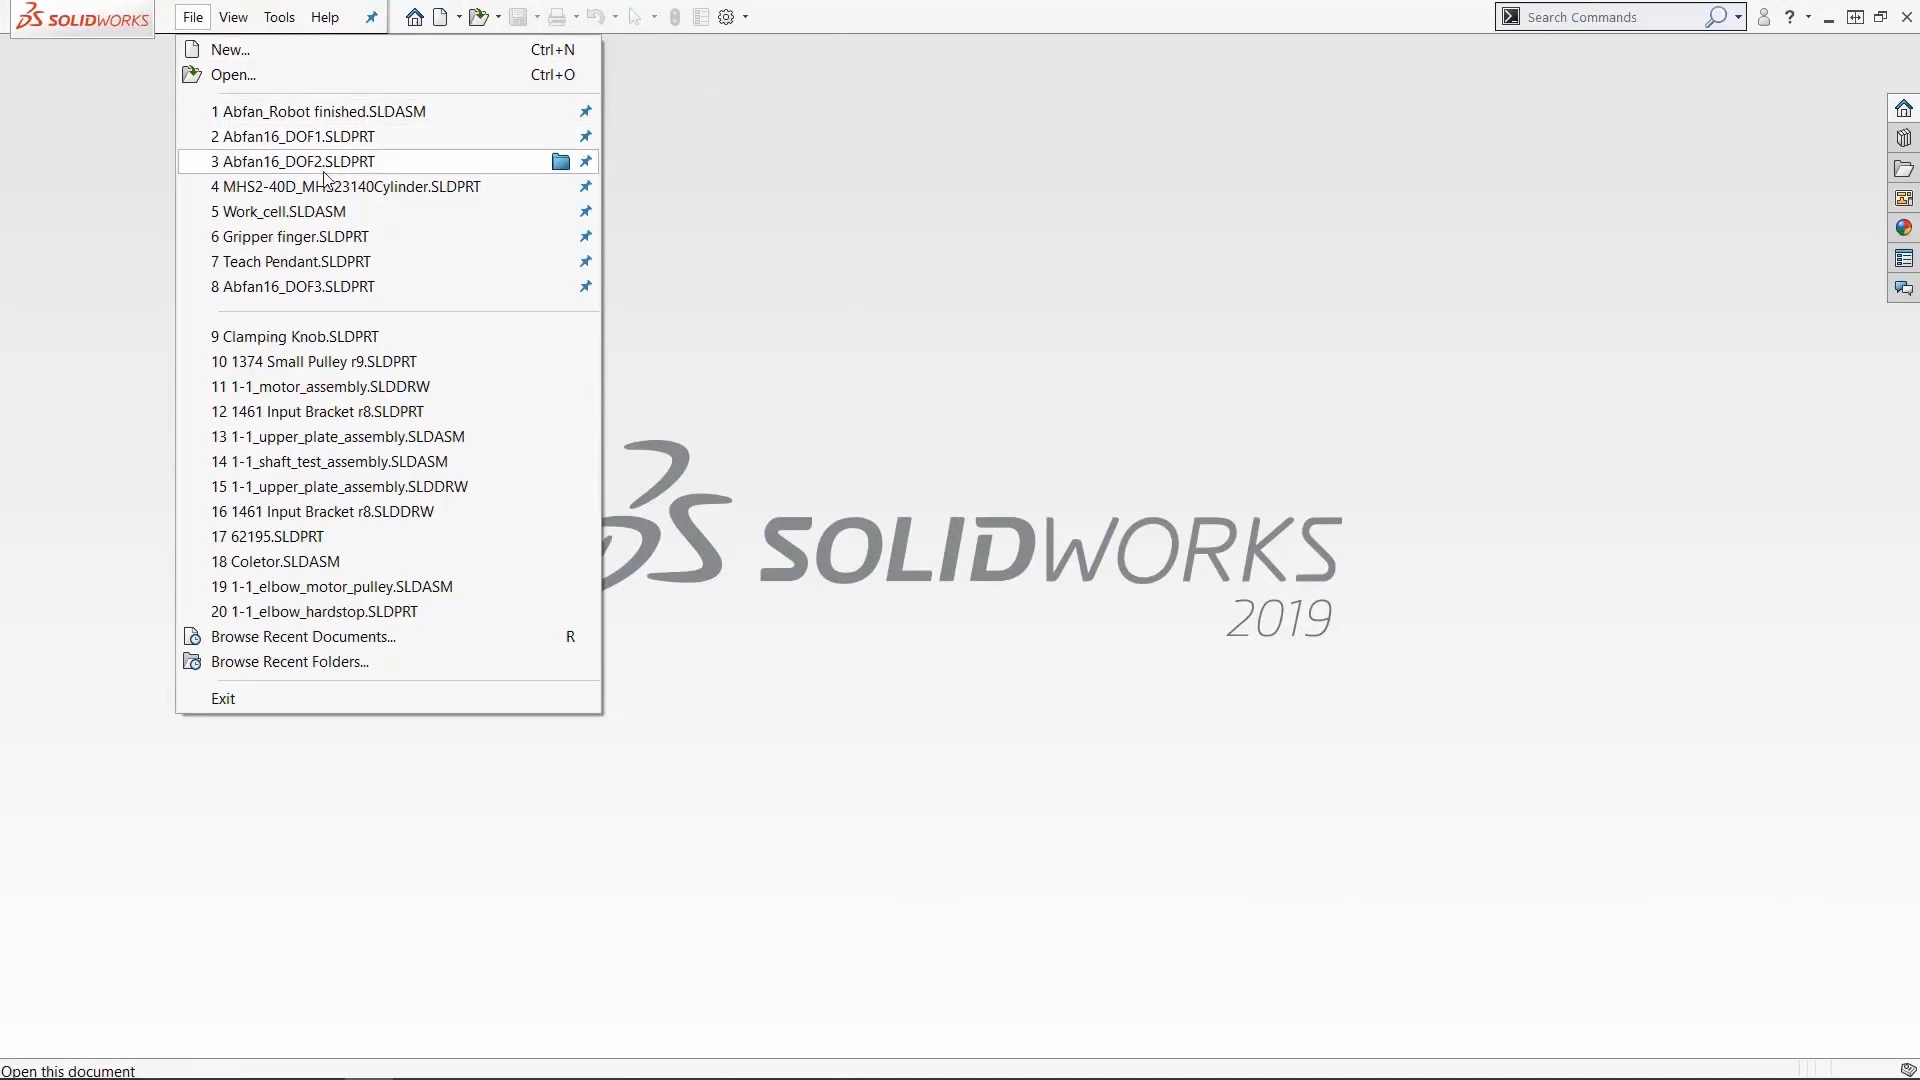 SOLIDWORKS File View Tools Help Search Commands ?
New... Ctrl+N
Open... Ctrl+O
1 Abfan_Robot finished.SLDASM
2 Abfan16_DOF1.SLDPRT
3 Abfan16_DOF2.SLDPRT
4 MHS2-40D_MHS23140Cylinder.SLDPRT
5 Work_cell.SLDASM
6 Gripper finger.SLDPRT
7 Teach Pendant.SLDPRT
8 Abfan16_DOF3.SLDPRT
9 Clamping Knob.SLDPRT
10 1374 Small Pulley r9.SLDPRT
11 1-1_motor_assembly.SLDDRW
12 1461 Input Bracket r8.SLDPRT
13 1-1_upper_plate_assembly.SLDASM
14 1-1_shaft_test_assembly.SLDASM
15 1-1_upper_plate_assembly.SLDDRW
16 1461 Input Bracket r8.SLDDRW
17 62195.SLDPRT
18 Coletor.SLDASM
19 1-1_elbow_motor_pulley.SLDASM
20 1-1_elbow_hardstop.SLDPRT
Browse Recent Documents... R
Browse Recent Folders...
Exit
SOLIDWORKS
2019
Open this document